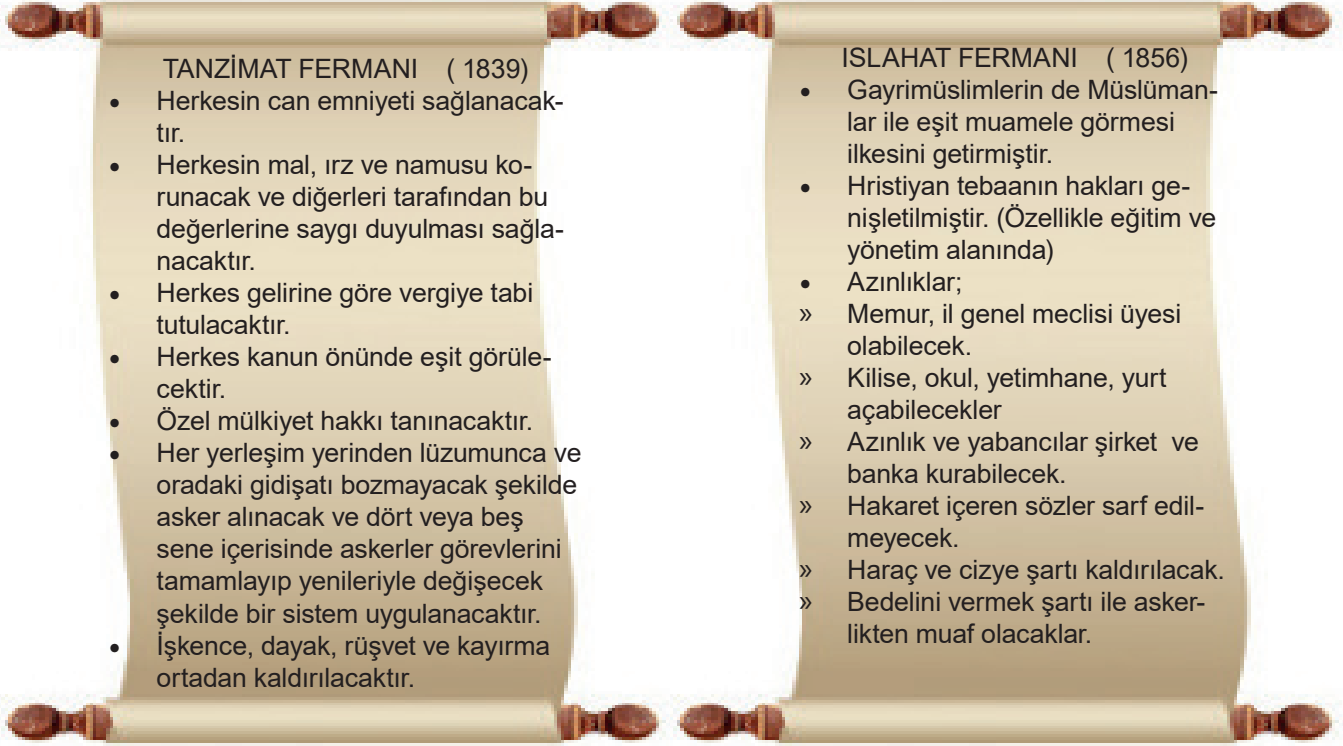 TANZİMAT FERMANI ( 1839)
• Herkesin can emniyeti sağlanacak-
tır.
• Herkesin mal, ırz ve namusu ko-
runacak ve diğerleri tarafından bu
değerlerine saygı duyulması sağla-
nacaktır.
• Herkes gelirine göre vergiye tabi
tutulacaktır.
• Herkes kanun önünde eşit görüle-
cektir.
• Özel mülkiyet hakkı tanınacaktır.
• Her yerleşim yerinden lüzumunca ve
oradaki gidişatı bozmayacak şekilde
asker alınacak ve dört veya beş
sene içerisinde askerler görevlerini
tamamlayıp yenileriyle değişecek
şekilde bir sistem uygulanacaktır.
• İşkence, dayak, rüşvet ve kayırma
ortadan kaldırılacaktır.
ISLAHAT FERMANI ( 1856)
• Gayrimüslimlerin de Müslüman-
lar ile eşit muamele görmesi
ilkesini getirmiştir.
• Hristiyan tebaanın hakları ge-
nişletilmiştir. (Özellikle eğitim ve
yönetim alanında)
• Azınlıklar;
» Memur, il genel meclisi üyesi
olabilecek.
» Kilise, okul, yetimhane, yurt
açabilecekler
» Azınlık ve yabancılar şirket ve
banka kurabilecek.
» Hakaret içeren sözler sarf edil-
meyecek.
» Haraç ve cizye şartı kaldırılacak.
» Bedelini vermek şartı ile asker-
likten muaf olacaklar.